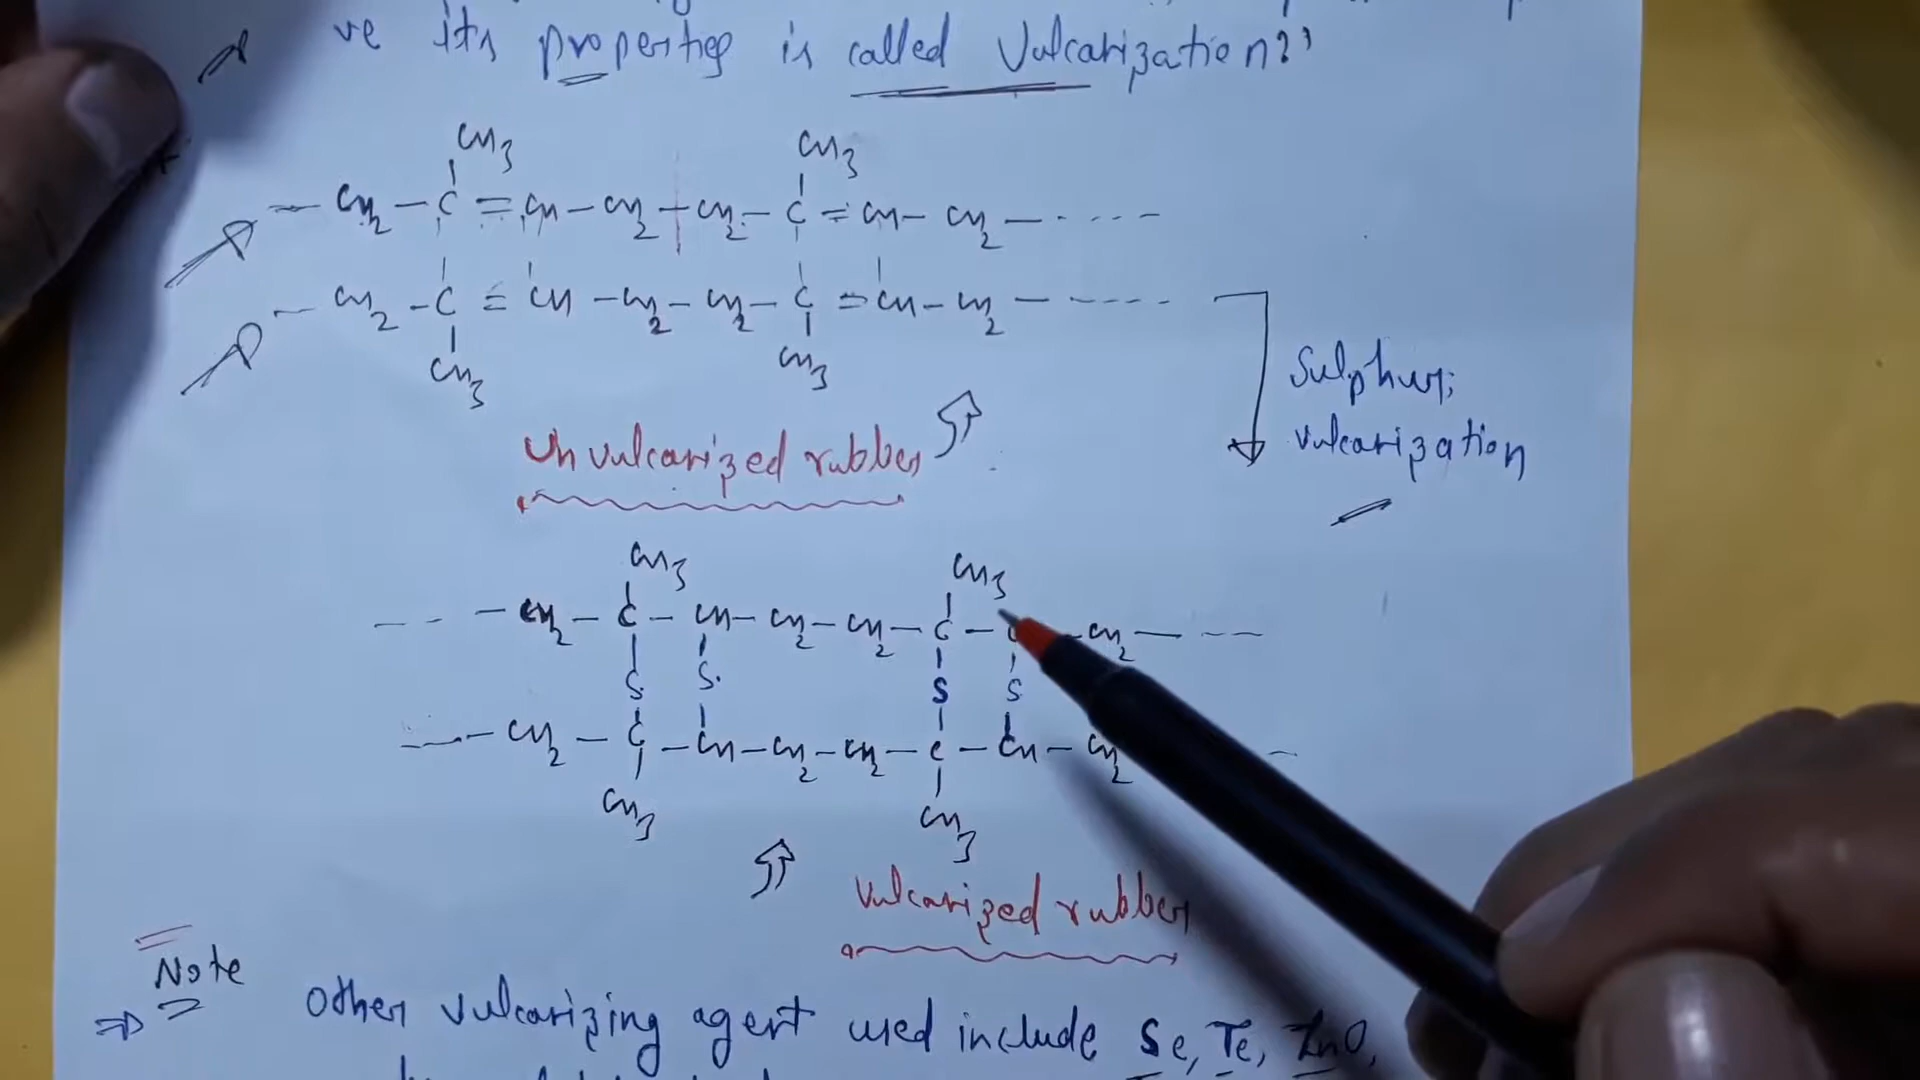 ve its properties is called Vulcanization"
CH3 CH3
— CH2 — C = CH — CH2 — CH2 — C = CH — CH2 — - - - -
— CH2 — C = CH — CH2 — CH2 — C = CH — CH2 — - - - -
CH3 CH3
Sulphur;
vulcanization
Unvulcanized rubber
CH3 CH3
- - - — CH2 — C — CH — CH2 — CH2 — C — C — CH2 — - - -
S S S S
- - - — CH2 — C — CH — CH2 — CH2 — C — CH — CH2 -
CH3 CH3
Vulcanized rubber
Note
⇒ Other vulcanizing agent used include Se, Te, ZnO,